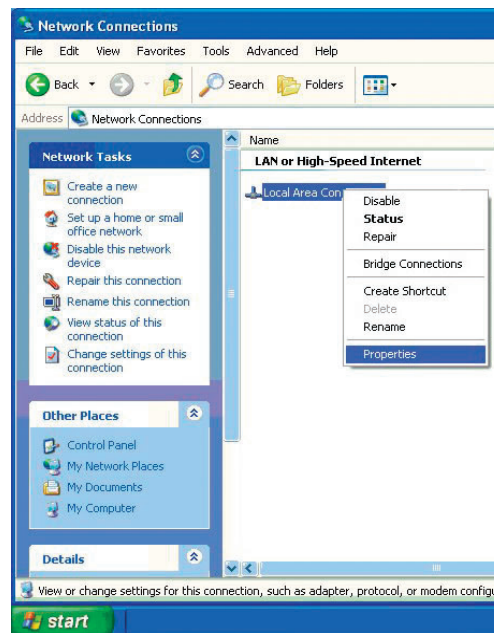 Network Connections
File Edit View Favorites Tools Advanced Help
Back Search Folders
Address Network Connections
Network Tasks
Create a new
connection
Set up a home or small
office network
Disable this network
device
Repair this connection
Rename this connection
View status of this
connection
Change settings of this
connection
Other Places
Control Panel
My Network Places
My Documents
My Computer
Details
Name
LAN or High-Speed Internet
Local Area Con
Disable
Status
Repair
Bridge Connections
Create Shortcut
Delete
Rename
Properties
View or change settings for this connection, such as adapter, protocol, or modem configu
start